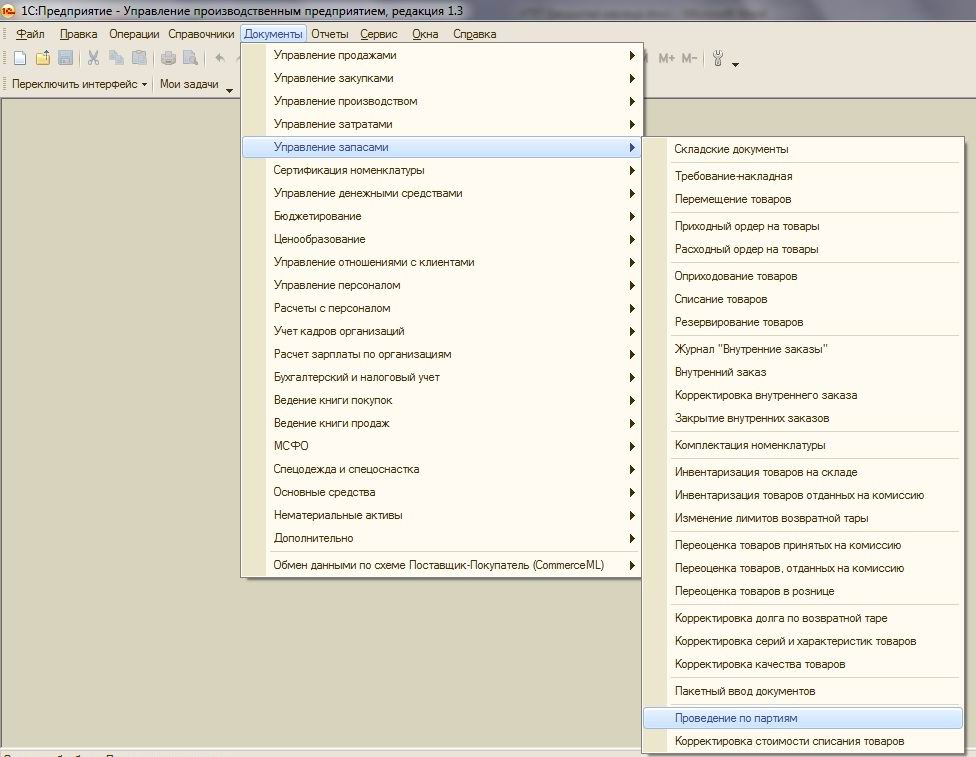 1С:Предприятие - Управление производственным предприятием, редакция 1.3
Файл Правка Операции Справочники Документы Отчеты Сервис Окна Справка
M+ M-
Переключить интерфейс Мои задачи
Управление продажами
Управление закупками
Управление производством
Управление затратами
Управление запасами
Сертификация номенклатуры
Управление денежными средствами
Бюджетирование
Ценообразование
Управление отношениями с клиентами
Управление персоналом
Расчеты с персоналом
Учет кадров организаций
Расчет зарплаты по организациям
Бухгалтерский и налоговый учет
Ведение книги покупок
Ведение книги продаж
МСФО
Спецодежда и спецоснастка
Основные средства
Нематериальные активы
Дополнительно
Обмен данными по схеме Поставщик-Покупатель (CommerceML)
Складские документы
Требование-накладная
Перемещение товаров
Приходный ордер на товары
Расходный ордер на товары
Оприходование товаров
Списание товаров
Резервирование товаров
Журнал "Внутренние заказы"
Внутренний заказ
Корректировка внутреннего заказа
Закрытие внутренних заказов
Комплектация номенклатуры
Инвентаризация товаров на складе
Инвентаризация товаров отданных на комиссию
Изменение лимитов возвратной тары
Переоценка товаров принятых на комиссию
Переоценка товаров, отданных на комиссию
Переоценка товаров в рознице
Корректировка долга по возвратной таре
Корректировка серий и характеристик товаров
Корректировка качества товаров
Пакетный ввод документов
Проведение по партиям
Корректировка стоимости списания товаров